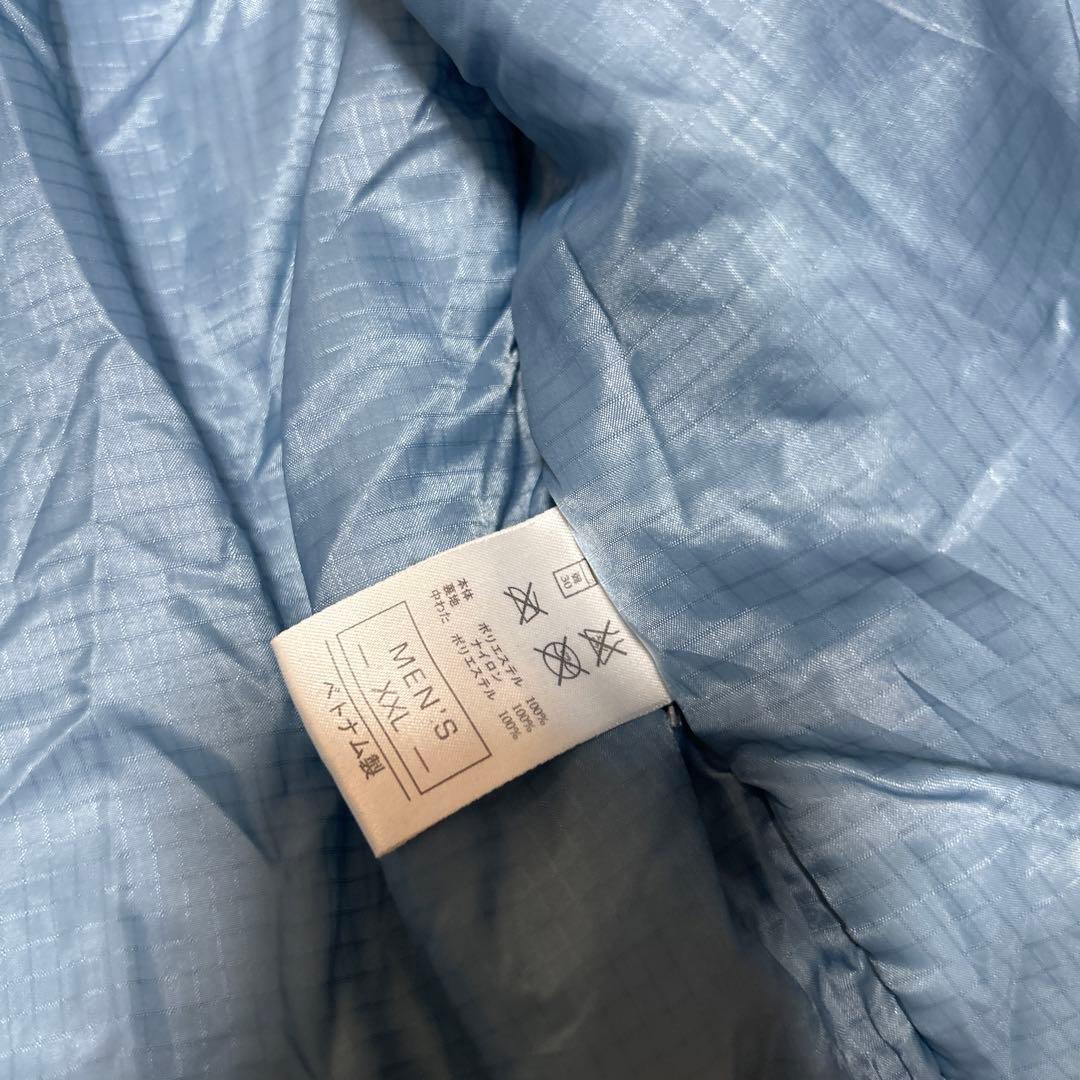 本体 ポリエステル 100%
裏地 ナイロン 100%
中わた ポリエステル 100%
MEN'S
— XXL —
ベトナム製
30